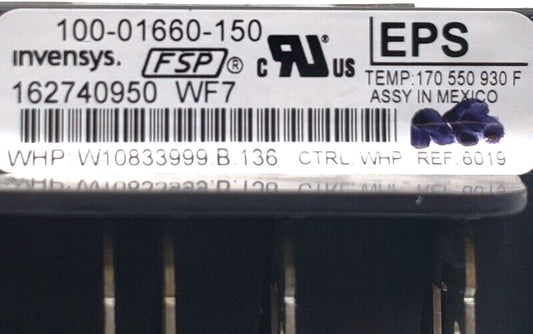 100-01660-150
invensys. FSP® c RU® US EPS
TEMP:170 550 930 F
162740950 WF7 ASSY IN MEXICO
WHP: W10833999.B.136 CTRL: WHP REF. 6019